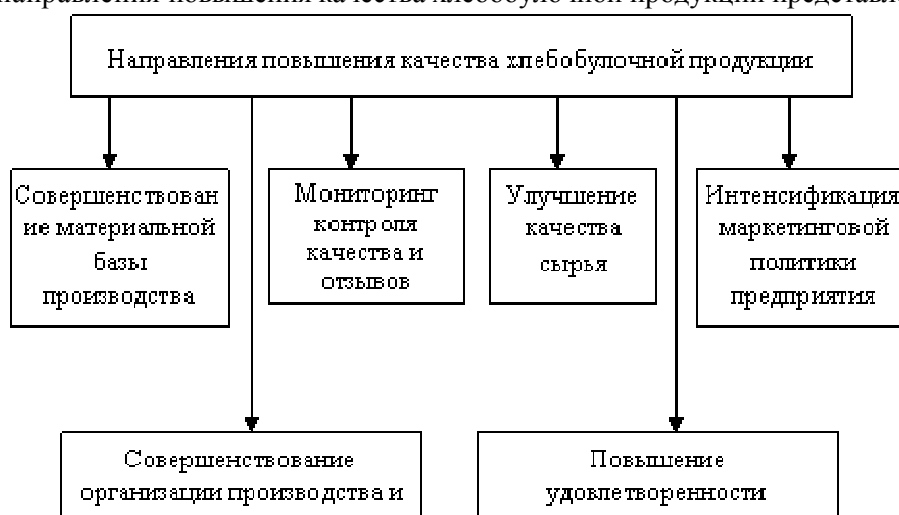 направления повышения качества хлебобулочной продукции
Направления повышения качества хлебобулочной продукции
Совершенствован
ие материальной
базы
производства
Мониторинг
контроля
качества и
отзывов
Улучшение
качества
сырья
Интенсификация
маркетинговой
политики
предприятия
Совершенствование
организации производства и
Повышение
удовлетворенности